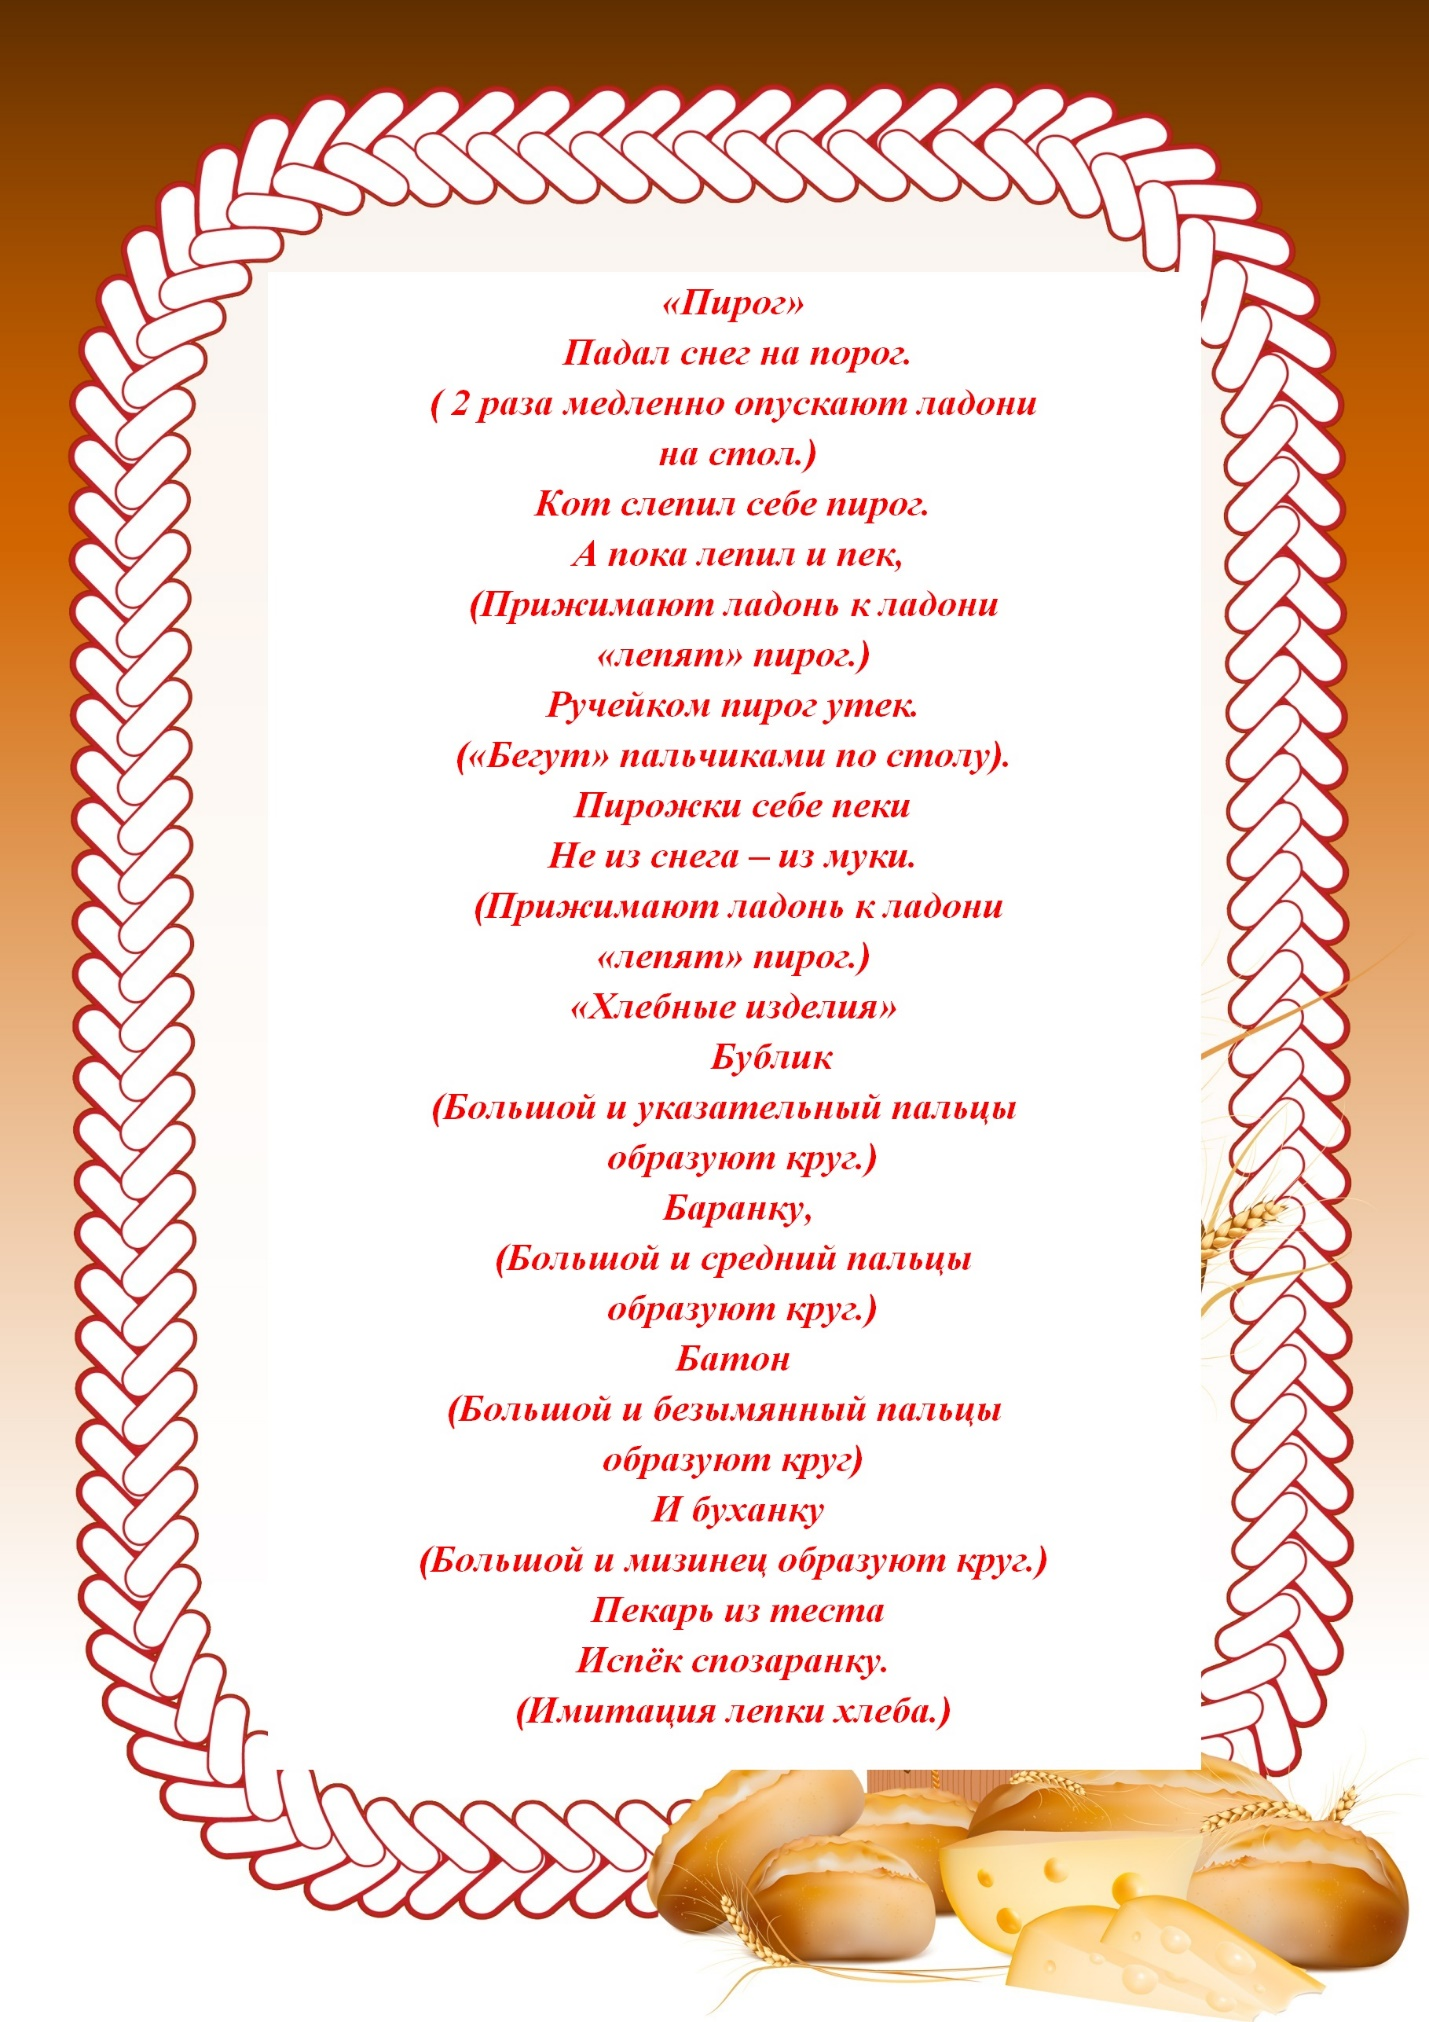 «Пирог»
Падал снег на порог.
( 2 раза медленно опускают ладони
на стол.)
Кот слепил себе пирог.
А пока лепил и пек,
(Прижимают ладонь к ладони
«лепят» пирог.)
Ручейком пирог утек.
(«Бегут» пальчиками по столу).
Пирожки себе пеки
Не из снега – из муки.
(Прижимают ладонь к ладони
«лепят» пирог.)
«Хлебные изделия»
Бублик
(Большой и указательный пальцы
образуют круг.)
Баранку,
(Большой и средний пальцы
образуют круг.)
Батон
(Большой и безымянный пальцы
образуют круг)
И буханку
(Большой и мизинец образуют круг.)
Пекарь из теста
Испёк спозаранку.
(Имитация лепки хлеба.)